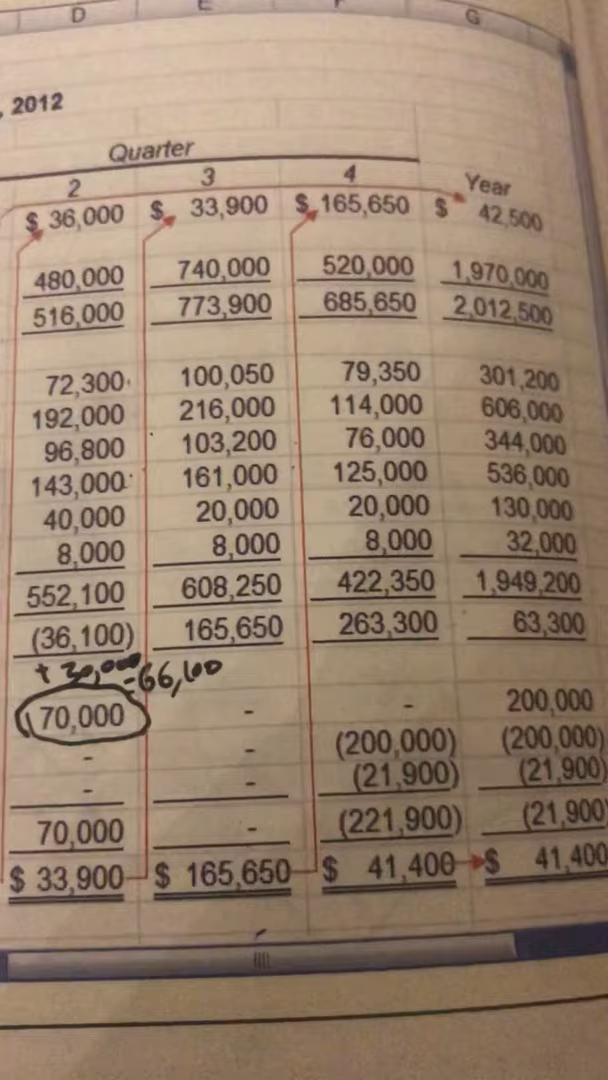 D E F G
, 2012
Quarter
2 3 4 Year
$ 36,000 $ 33,900 $ 165,650 $ 42,500
480,000 740,000 520,000 1,970,000
516,000 773,900 685,650 2,012,500
72,300 100,050 79,350 301,200
192,000 216,000 114,000 606,000
96,800 103,200 76,000 344,000
143,000 161,000 125,000 536,000
40,000 20,000 20,000 130,000
8,000 8,000 8,000 32,000
552,100 608,250 422,350 1,949,200
(36,100) 165,650 263,300 63,300
+ 30,000 =66,100
70,000 - - 200,000
- - (200,000) (200,000)
- - (21,900) (21,900)
70,000 - (221,900) (21,900)
$ 33,900 $ 165,650 $ 41,400 $ 41,400